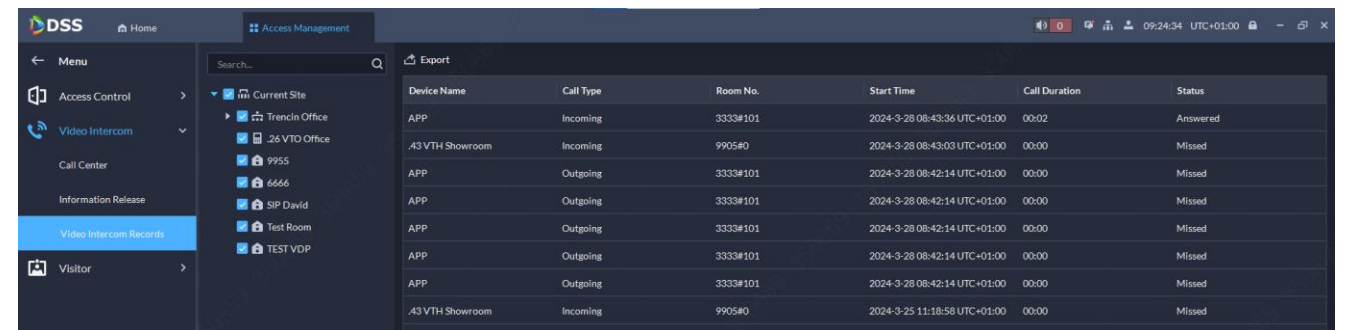 DSS Home Access Management 0 09:24:34 UTC+01:00
Menu
Access Control
Video Intercom
Call Center
Information Release
Video Intercom Records
Visitor
Search...
Current Site
Trencin Office
.26 VTO Office
9955
6666
SIP David
Test Room
TEST VDP
Export
Device Name Call Type Room No. Start Time Call Duration Status
APP Incoming 3333#101 2024-3-28 08:43:36 UTC+01:00 00:02 Answered
.43 VTH Showroom Incoming 9905#0 2024-3-28 08:43:03 UTC+01:00 00:00 Missed
APP Outgoing 3333#101 2024-3-28 08:42:14 UTC+01:00 00:00 Missed
APP Outgoing 3333#101 2024-3-28 08:42:14 UTC+01:00 00:00 Missed
APP Outgoing 3333#101 2024-3-28 08:42:14 UTC+01:00 00:00 Missed
APP Outgoing 3333#101 2024-3-28 08:42:14 UTC+01:00 00:00 Missed
APP Outgoing 3333#101 2024-3-28 08:42:14 UTC+01:00 00:00 Missed
.43 VTH Showroom Incoming 9905#0 2024-3-25 11:18:58 UTC+01:00 00:00 Missed